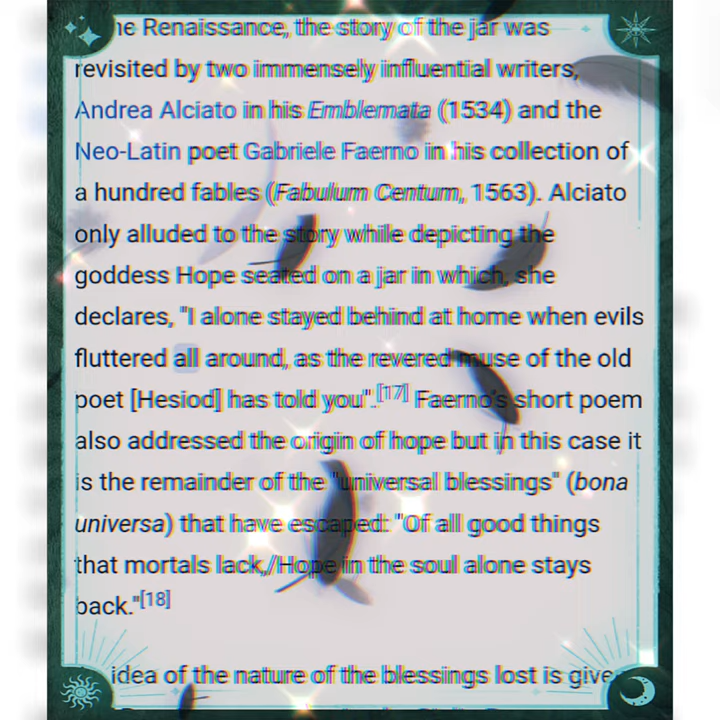 he Renaissance, the story of the jar was
revisited by two immensely influential writers,
Andrea Alciato in his Emblemata (1534) and the
Neo-Latin poet Gabriele Faerno in his collection of
a hundred fables (Fabulum Centum, 1563). Alciato
only alluded to the story while depicting the
goddess Hope seated on a jar in which, she
declares, "I alone stayed behind at home when evils
fluttered all around, as the revered muse of the old
poet [Hesiod] has told you".[17] Faerno's short poem
also addressed the origin of hope but in this case it
is the remainder of the "universal blessings" (bona
universa) that have escaped: "Of all good things
that mortals lack,/Hope in the soul alone stays
back."[18]
idea of the nature of the blessings lost is give